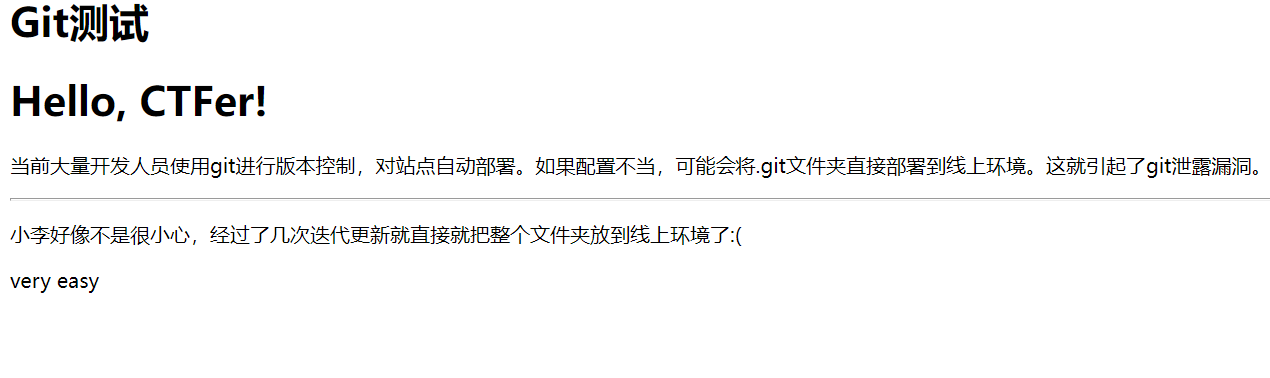 Git测试
Hello, CTFer!
当前大量开发人员使用git进行版本控制，对站点自动部署。如果配置不当，可能会将.git文件夹直接部署到线上环境。这就引起了git泄露漏洞。
小李好像不是很小心，经过了几次迭代更新就直接就把整个文件夹放到线上环境了:(
very easy